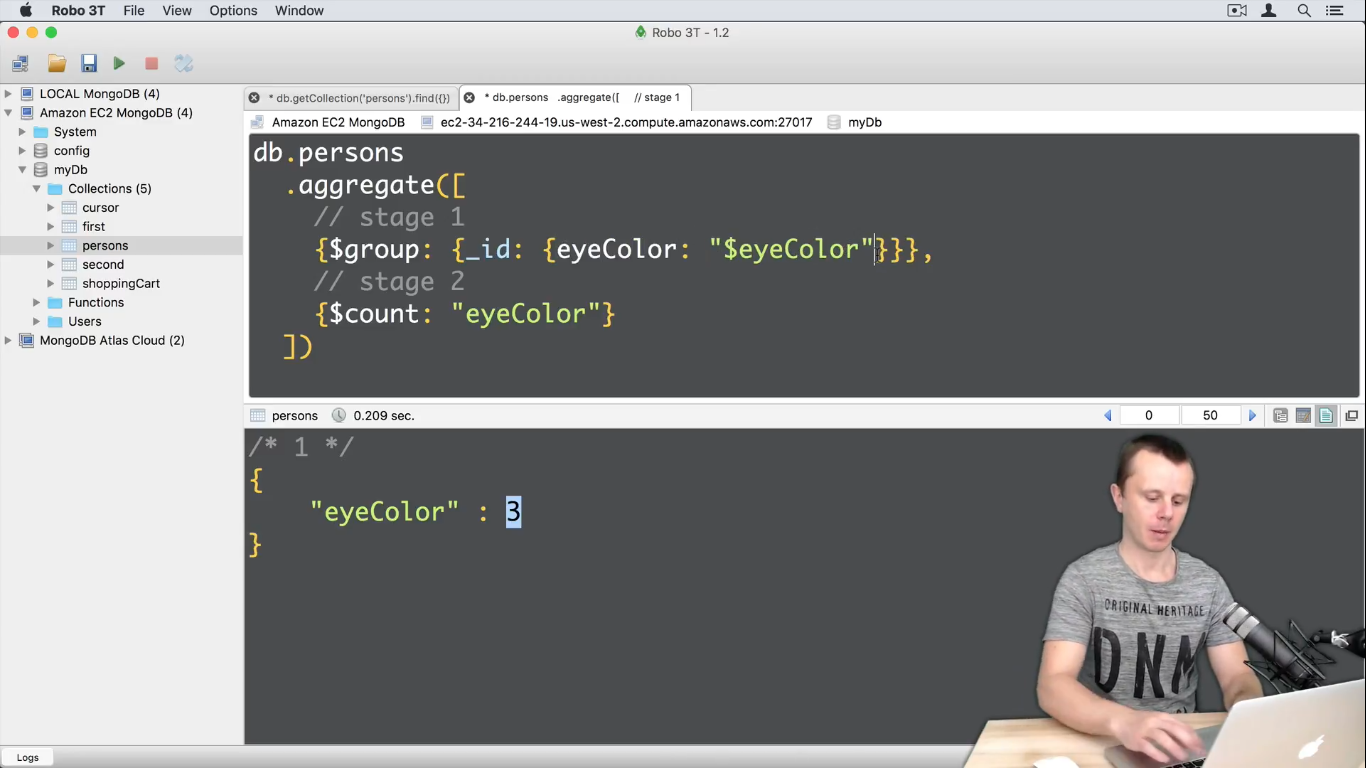 Robo 3T File View Options Window
Robo 3T - 1.2
LOCAL MongoDB (4)
Amazon EC2 MongoDB (4)
System
config
myDb
Collections (5)
cursor
first
persons
second
shoppingCart
Functions
Users
MongoDB Atlas Cloud (2)
* db.getCollection('persons').find({}) * db.persons .aggregate([ // stage 1
Amazon EC2 MongoDB ec2-34-216-244-19.us-west-2.compute.amazonaws.com:27017 myDb
db.persons
.aggregate([
// stage 1
{$group: {_id: {eyeColor: "$eyeColor"}}},
// stage 2
{$count: "eyeColor"}
])
persons 0.209 sec. 0 50
/* 1 */
{
"eyeColor" : 3
}
ORIGINAL HERITAGE
DNM
Logs